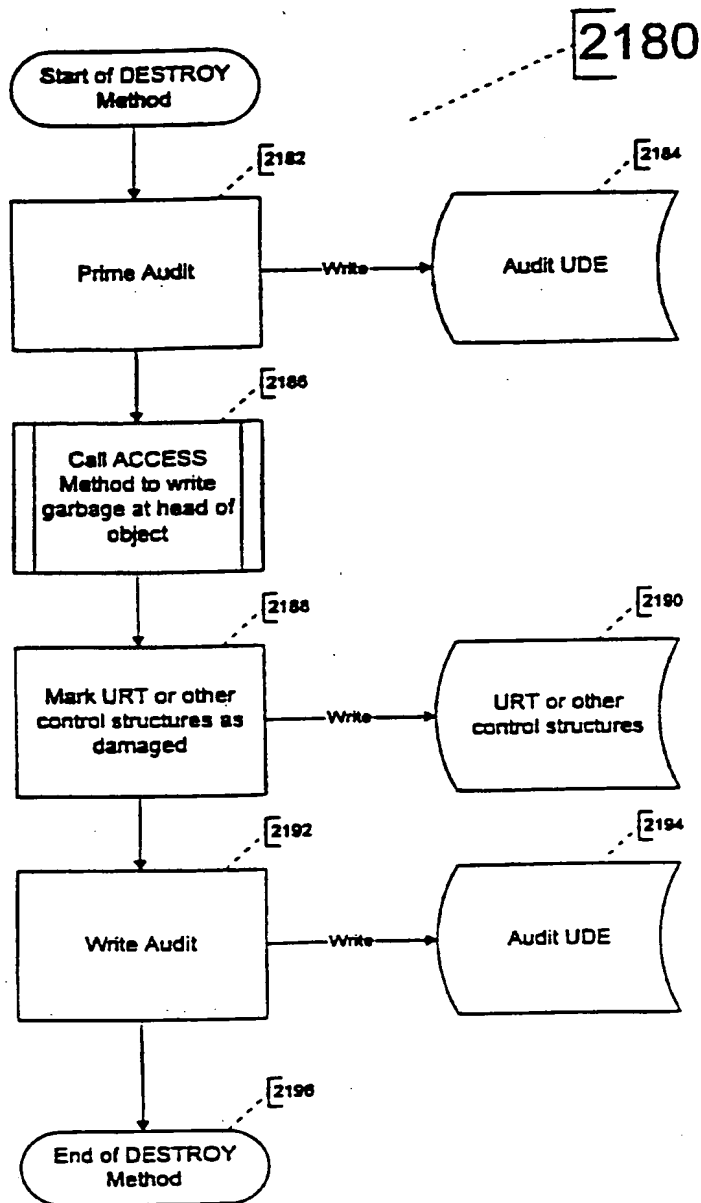 2180
Start of DESTROY
Method
2182
2184
Prime Audit
Write
Audit UDE
2186
Call ACCESS
Method to write
garbage at head of
object
2188
2190
Mark URT or other
control structures as
damaged
Write
URT or other
control structures
2192
2194
Write Audit
Write
Audit UDE
2196
End of DESTROY
Method